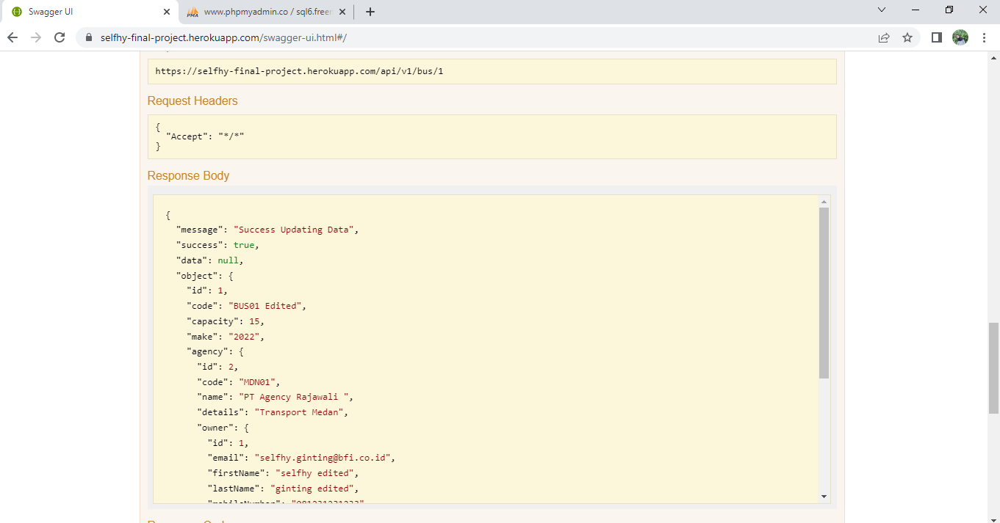 Swagger UI
www.phpmyadmin.co / sql6.freen
selfhy-final-project.herokuapp.com/swagger-ui.html#/
https://selfhy-final-project.herokuapp.com/api/v1/bus/1
Request Headers
{
"Accept": "*/*"
}
Response Body
{
"message": "Success Updating Data",
"success": true,
"data": null,
"object": {
"id": 1,
"code": "BUS01 Edited",
"capacity": 15,
"make": "2022",
"agency": {
"id": 2,
"code": "MDN01",
"name": "PT Agency Rajawali ",
"details": "Transport Medan",
"owner": {
"id": 1,
"email": "selfhy.ginting@bfi.co.id",
"firstName": "selfhy edited",
"lastName": "ginting edited",